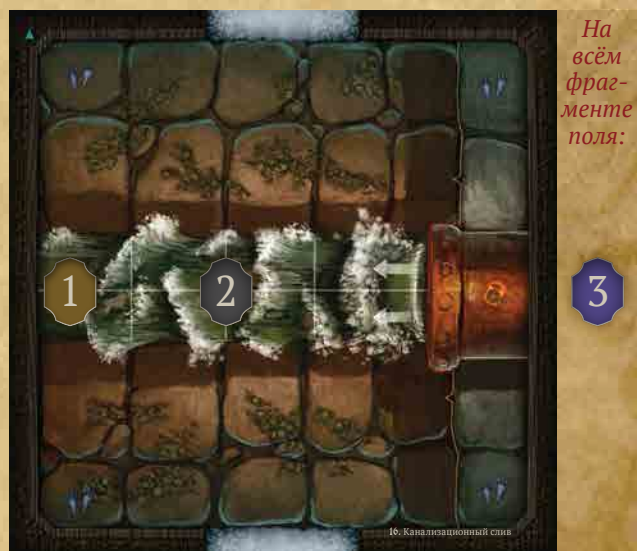 На
всём
фраг-
менте
поля:
1
2
3
16. Канализационный слив